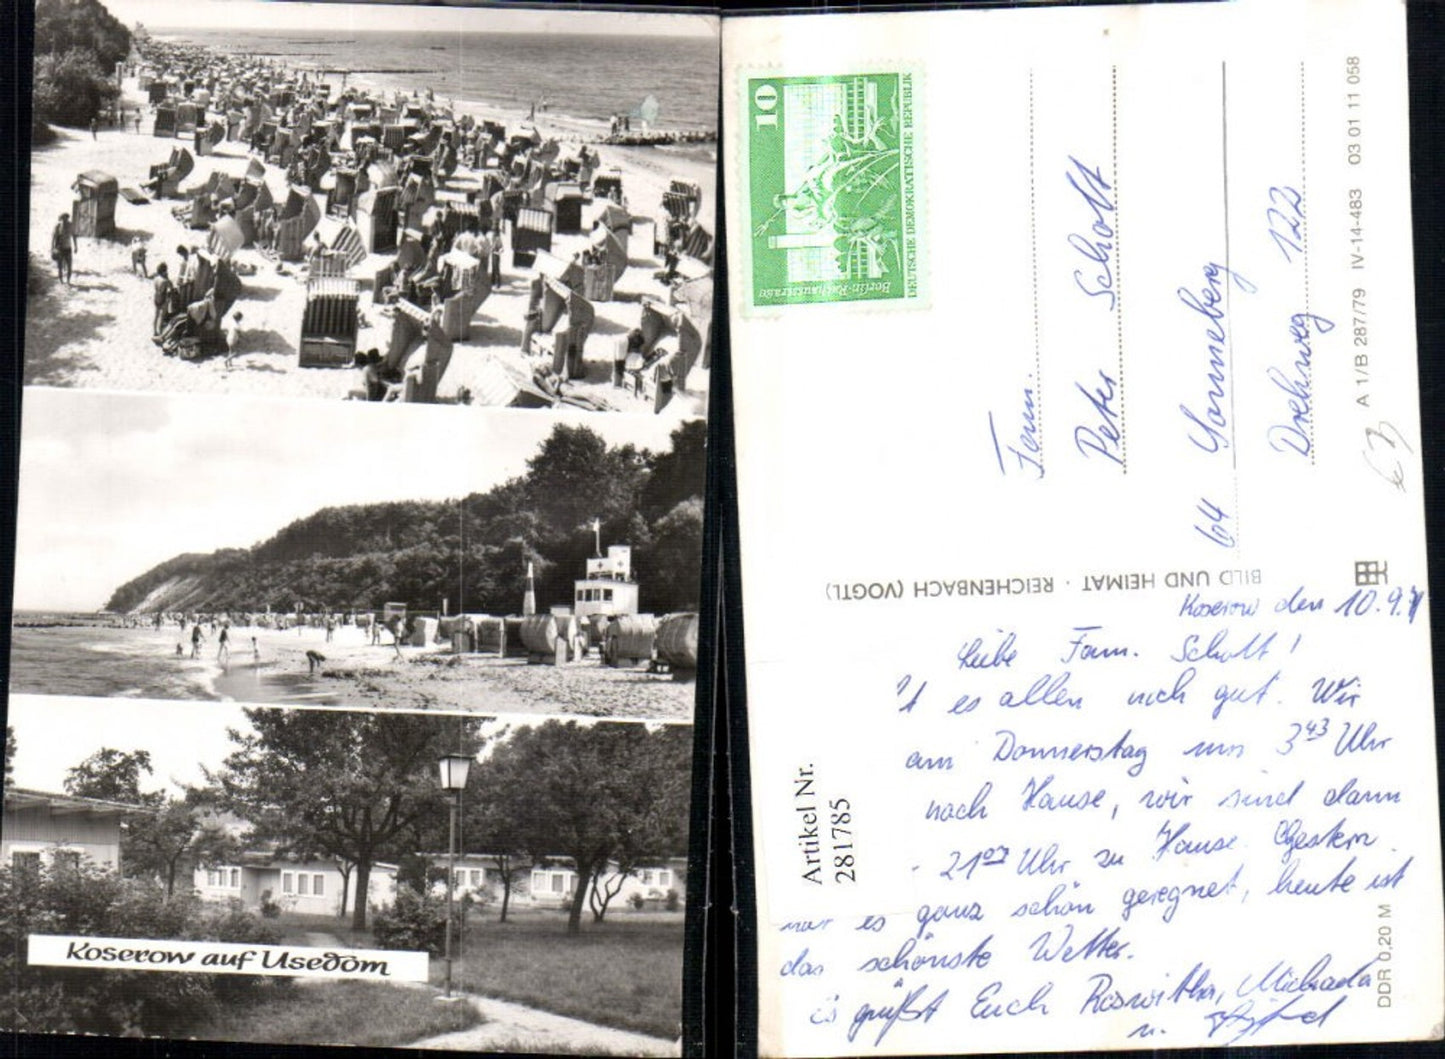 Koserow auf Usedom
10
Berlin-Rathausstraße
DEUTSCHE DEMOKRATISCHE REPUBLIK
Fam.
Peter Schott
64 Sonneberg
Drehweg 122
A 1/B 287/79 IV-14-483 03 01 11 058
BILD UND HEIMAT · REICHENBACH (VOGTL)
Koserow den 10.9.
Liebe Fam. Schott!
es allen noch gut. Wir
am Donnerstag um 3⁴³ Uhr
nach Hause, wir sind dann
21⁰⁷ Uhr zu Hause. Gestern
es ganz schön geregnet, heute ist
das schönste Wetter.
Es grüßt Euch Roswitha, Michaela
u.
Artikel Nr.
281785
DDR 0,20 M